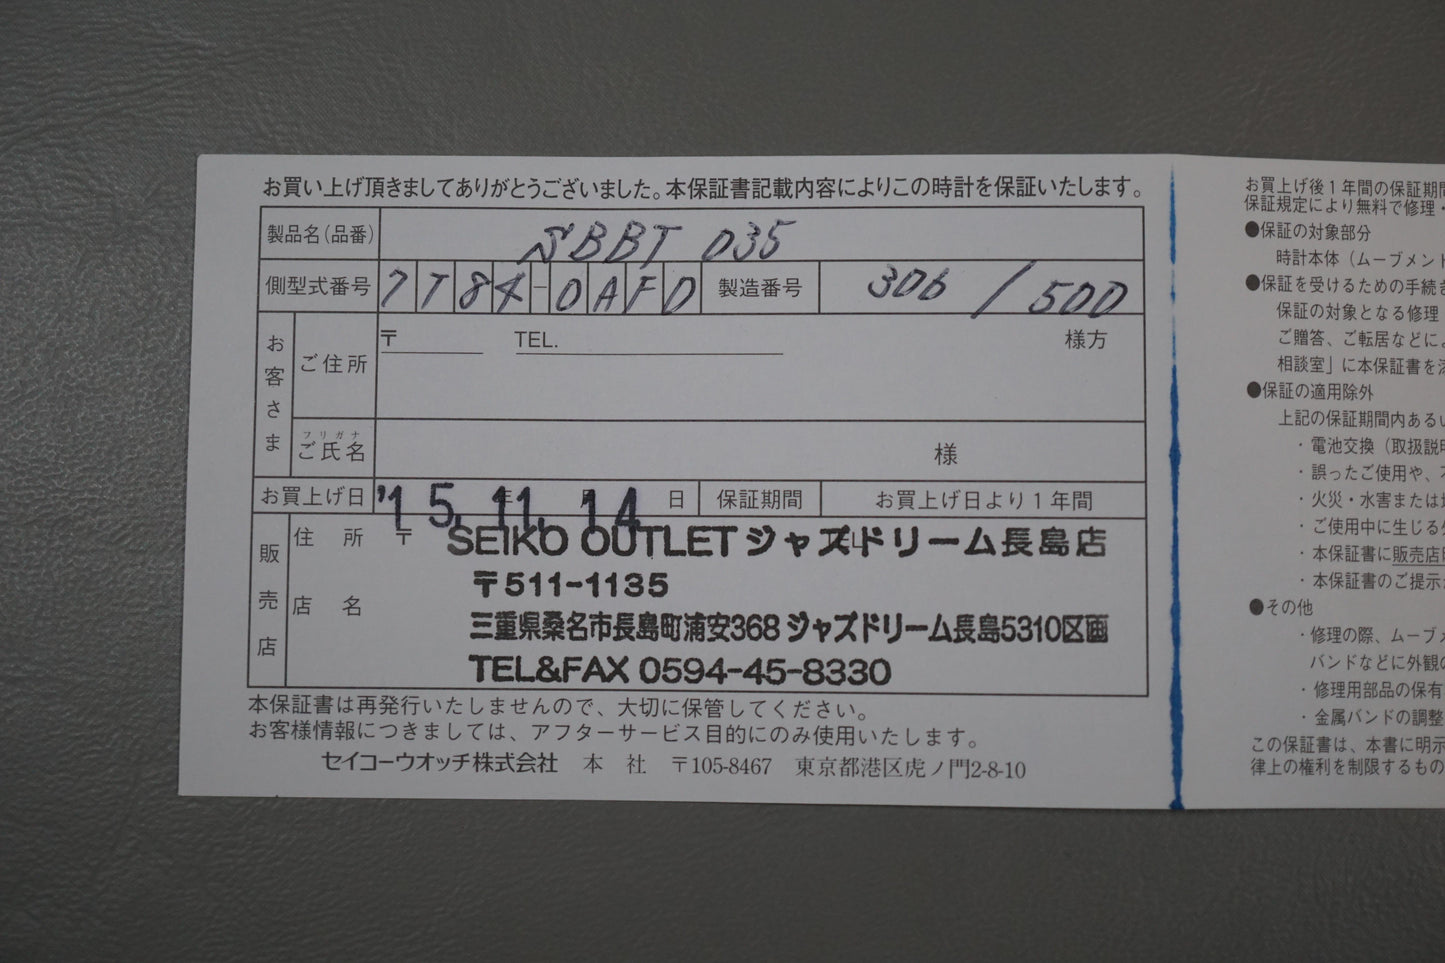 お買い上げ頂きましてありがとうございました。本保証書記載内容によりこの時計を保証いたします。
製品名(品番) SBBT 035
側型式番号 7T84-0AFD 製造番号 306/500
お客さま
ご住所 〒 TEL. 様方
フリガナ
ご氏名 様
お買上げ日 '15.11.14 年 月 日 保証期間 お買上げ日より1年間
販売店
住所 〒 SEIKO OUTLET ジャズドリーム長島店
〒511-1135
店名
三重県桑名市長島町浦安368 ジャズドリーム長島5310区画
TEL&FAX 0594-45-8330
本保証書は再発行いたしませんので、大切に保管してください。
お客様情報につきましては、アフターサービス目的にのみ使用いたします。
セイコーウオッチ株式会社 本社 〒105-8467 東京都港区虎ノ門2-8-10
お買上げ後1年間の保証期間
保証規定により無料で修理・
●保証の対象部分
時計本体(ムーブメント
●保証を受けるための手続き
保証の対象となる修理
ご贈答、ご転居などに
相談室」に本保証書を
●保証の適用除外
上記の保証期間内ある
・電池交換(取扱説明
・誤ったご使用や、
・火災・水害または
・ご使用中に生じる
・本保証書に販売店
・本保証書のご提示
●その他
・修理の際、ムーブメ
バンドなどに外観
・修理用部品の保有
・金属バンドの調整
この保証書は、本書に明示
律上の権利を制限するもの